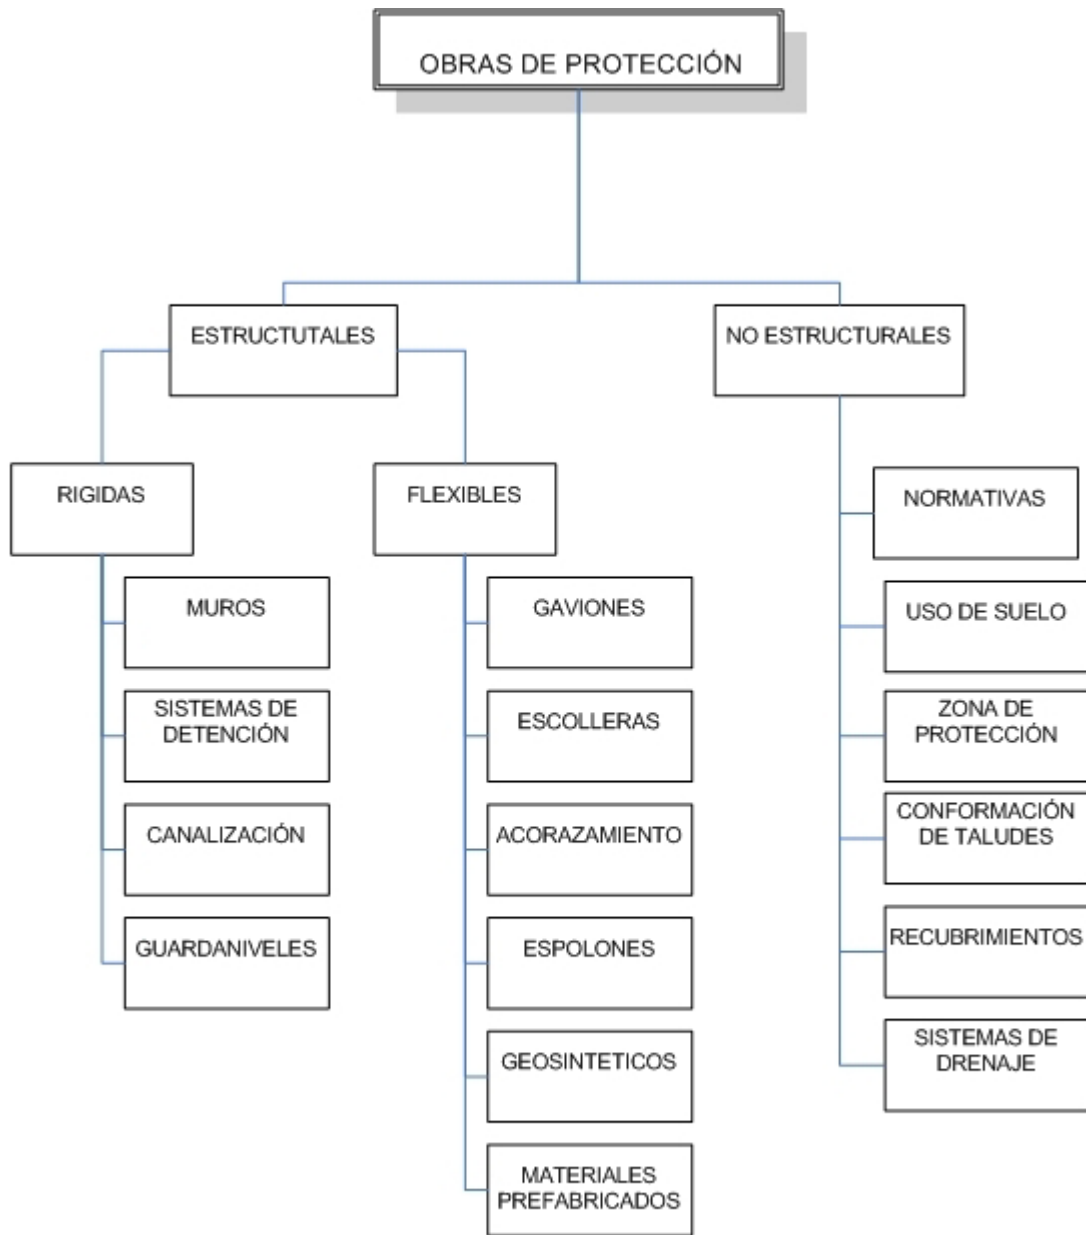 OBRAS DE PROTECCIÓN
ESTRUCTUTALES
NO ESTRUCTURALES
RIGIDAS
FLEXIBLES
MUROS
SISTEMAS DE
DETENCIÓN
CANALIZACIÓN
GUARDANIVELES
GAVIONES
ESCOLLERAS
ACORAZAMIENTO
ESPOLONES
GEOSINTETICOS
MATERIALES
PREFABRICADOS
NORMATIVAS
USO DE SUELO
ZONA DE
PROTECCIÓN
CONFORMACIÓN
DE TALUDES
RECUBRIMIENTOS
SISTEMAS DE
DRENAJE